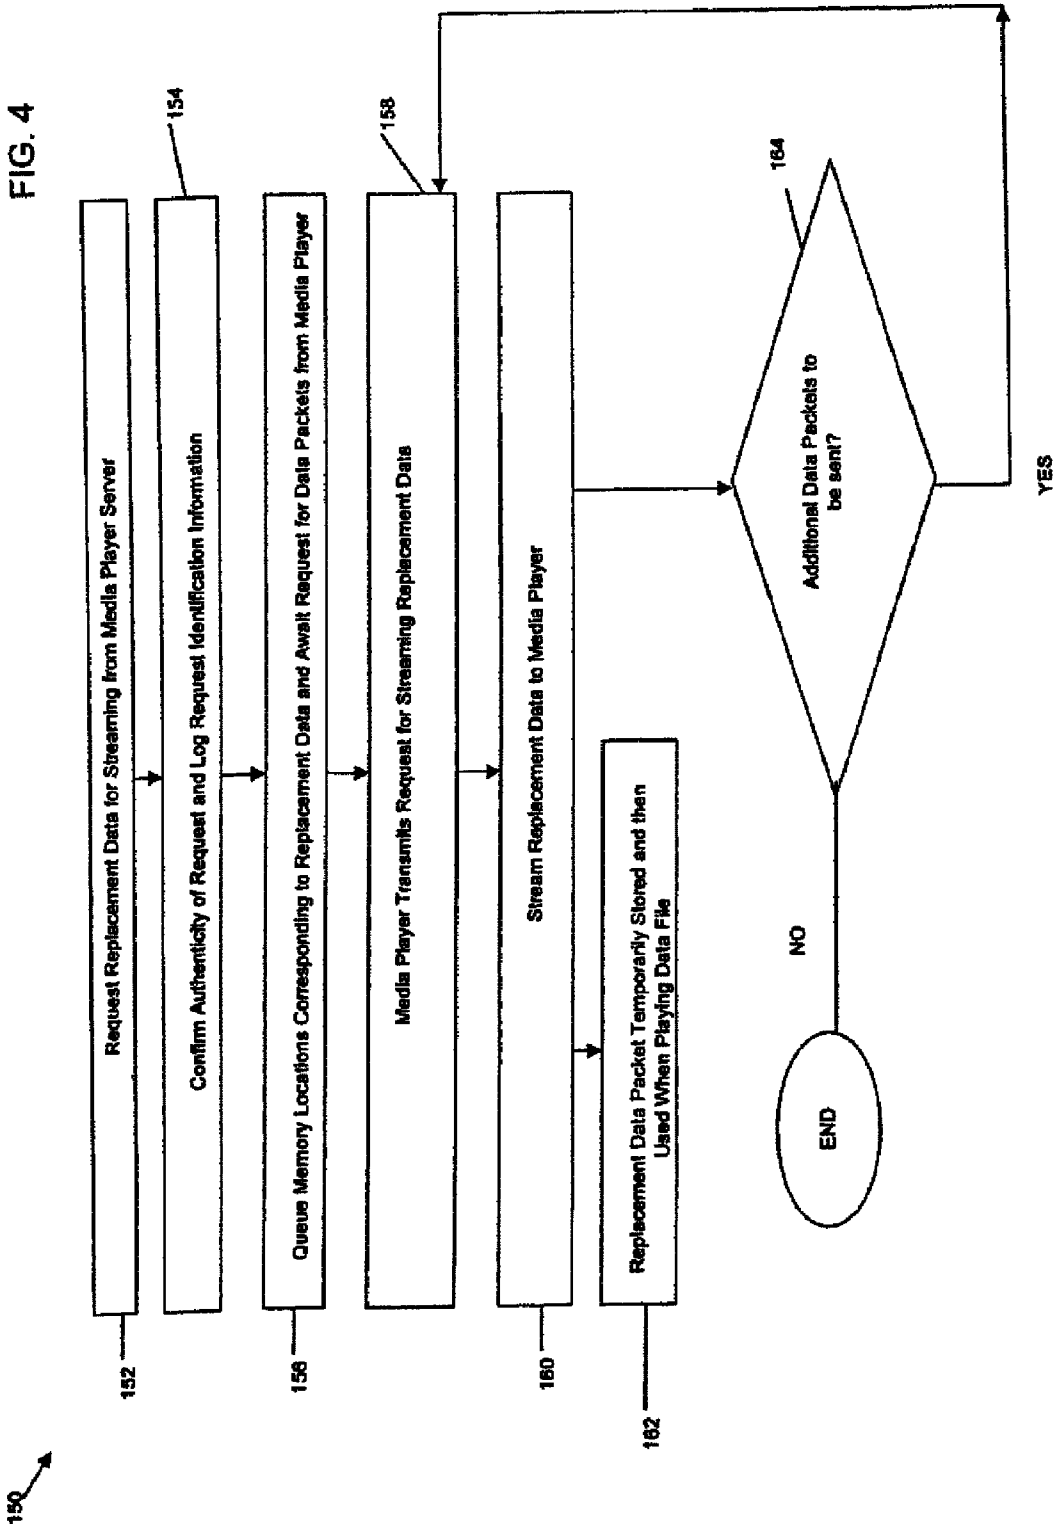 FIG. 4
150
152
Request Replacement Data for Streaming from Media Player Server
154
Confirm Authenticity of Request and Log Request Identification Information
156
Queue Memory Locations Corresponding to Replacement Data and Await Request for Data Packets from Media Player
158
Media Player Transmits Request for Streaming Replacement Data
160
Stream Replacement Data to Media Player
162
Replacement Data Packet Temporarily Stored and then
Used When Playing Data File
164
Additional Data Packets to
be sent?
NO
END
YES